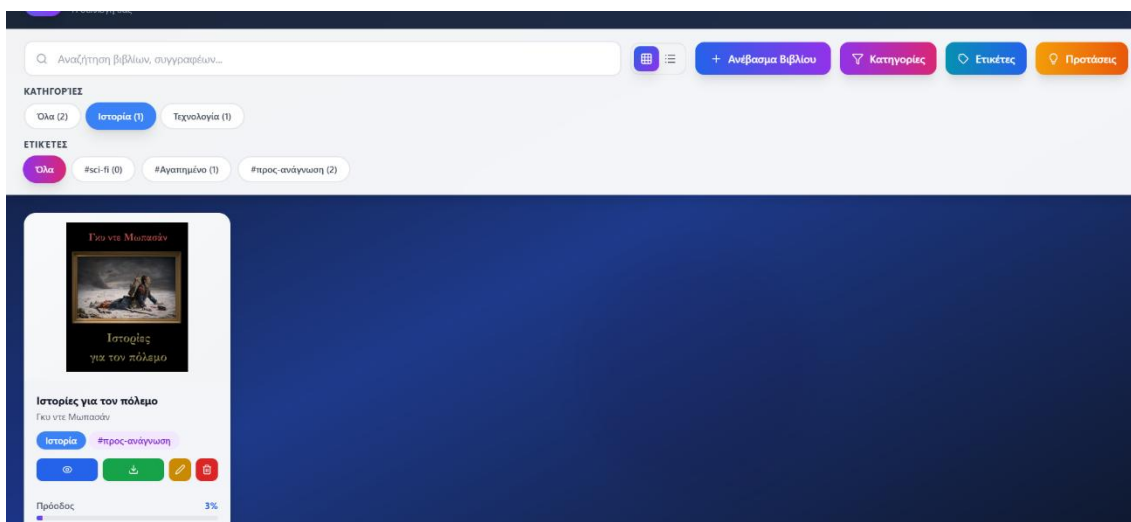 Αναζήτηση βιβλίων, συγγραφέων...
+ Ανέβασμα Βιβλίου
Κατηγορίες
Ετικέτες
Προτάσεις
ΚΑΤΗΓΟΡΊΕΣ
Όλα (2)
Ιστορία (1)
Τεχνολογία (1)
ΕΤΙΚΈΤΕΣ
Όλα
#sci-fi (0)
#Αγαπημένο (1)
#προς-ανάγνωση (2)
Γκυ ντε Μωπασάν
Ιστορίες
για τον πόλεμο
Ιστορίες για τον πόλεμο
Γκυ ντε Μωπασάν
Ιστορία
#προς-ανάγνωση
Πρόοδος
3%